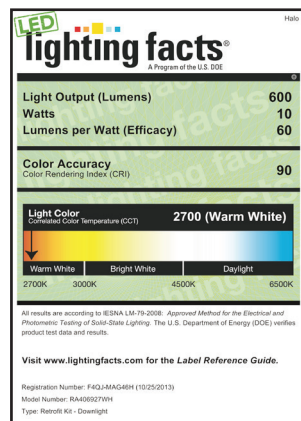 Halo
LED
lighting facts®
A Program of the U.S. DOE
Light Output (Lumens) 600
Watts 10
Lumens per Watt (Efficacy) 60
Color Accuracy
Color Rendering Index (CRI) 90
Light Color
Correlated Color Temperature (CCT) 2700 (Warm White)
Warm White Bright White Daylight
2700K 3000K 4500K 6500K
All results are according to IESNA LM-79-2008: Approved Method for the Electrical and
Photometric Testing of Solid-State Lighting. The U.S. Department of Energy (DOE) verifies
product test data and results.
Visit www.lightingfacts.com for the Label Reference Guide.
Registration Number: F4QJ-MAG46H (10/25/2013)
Model Number: RA406927WH
Type: Retrofit Kit - Downlight